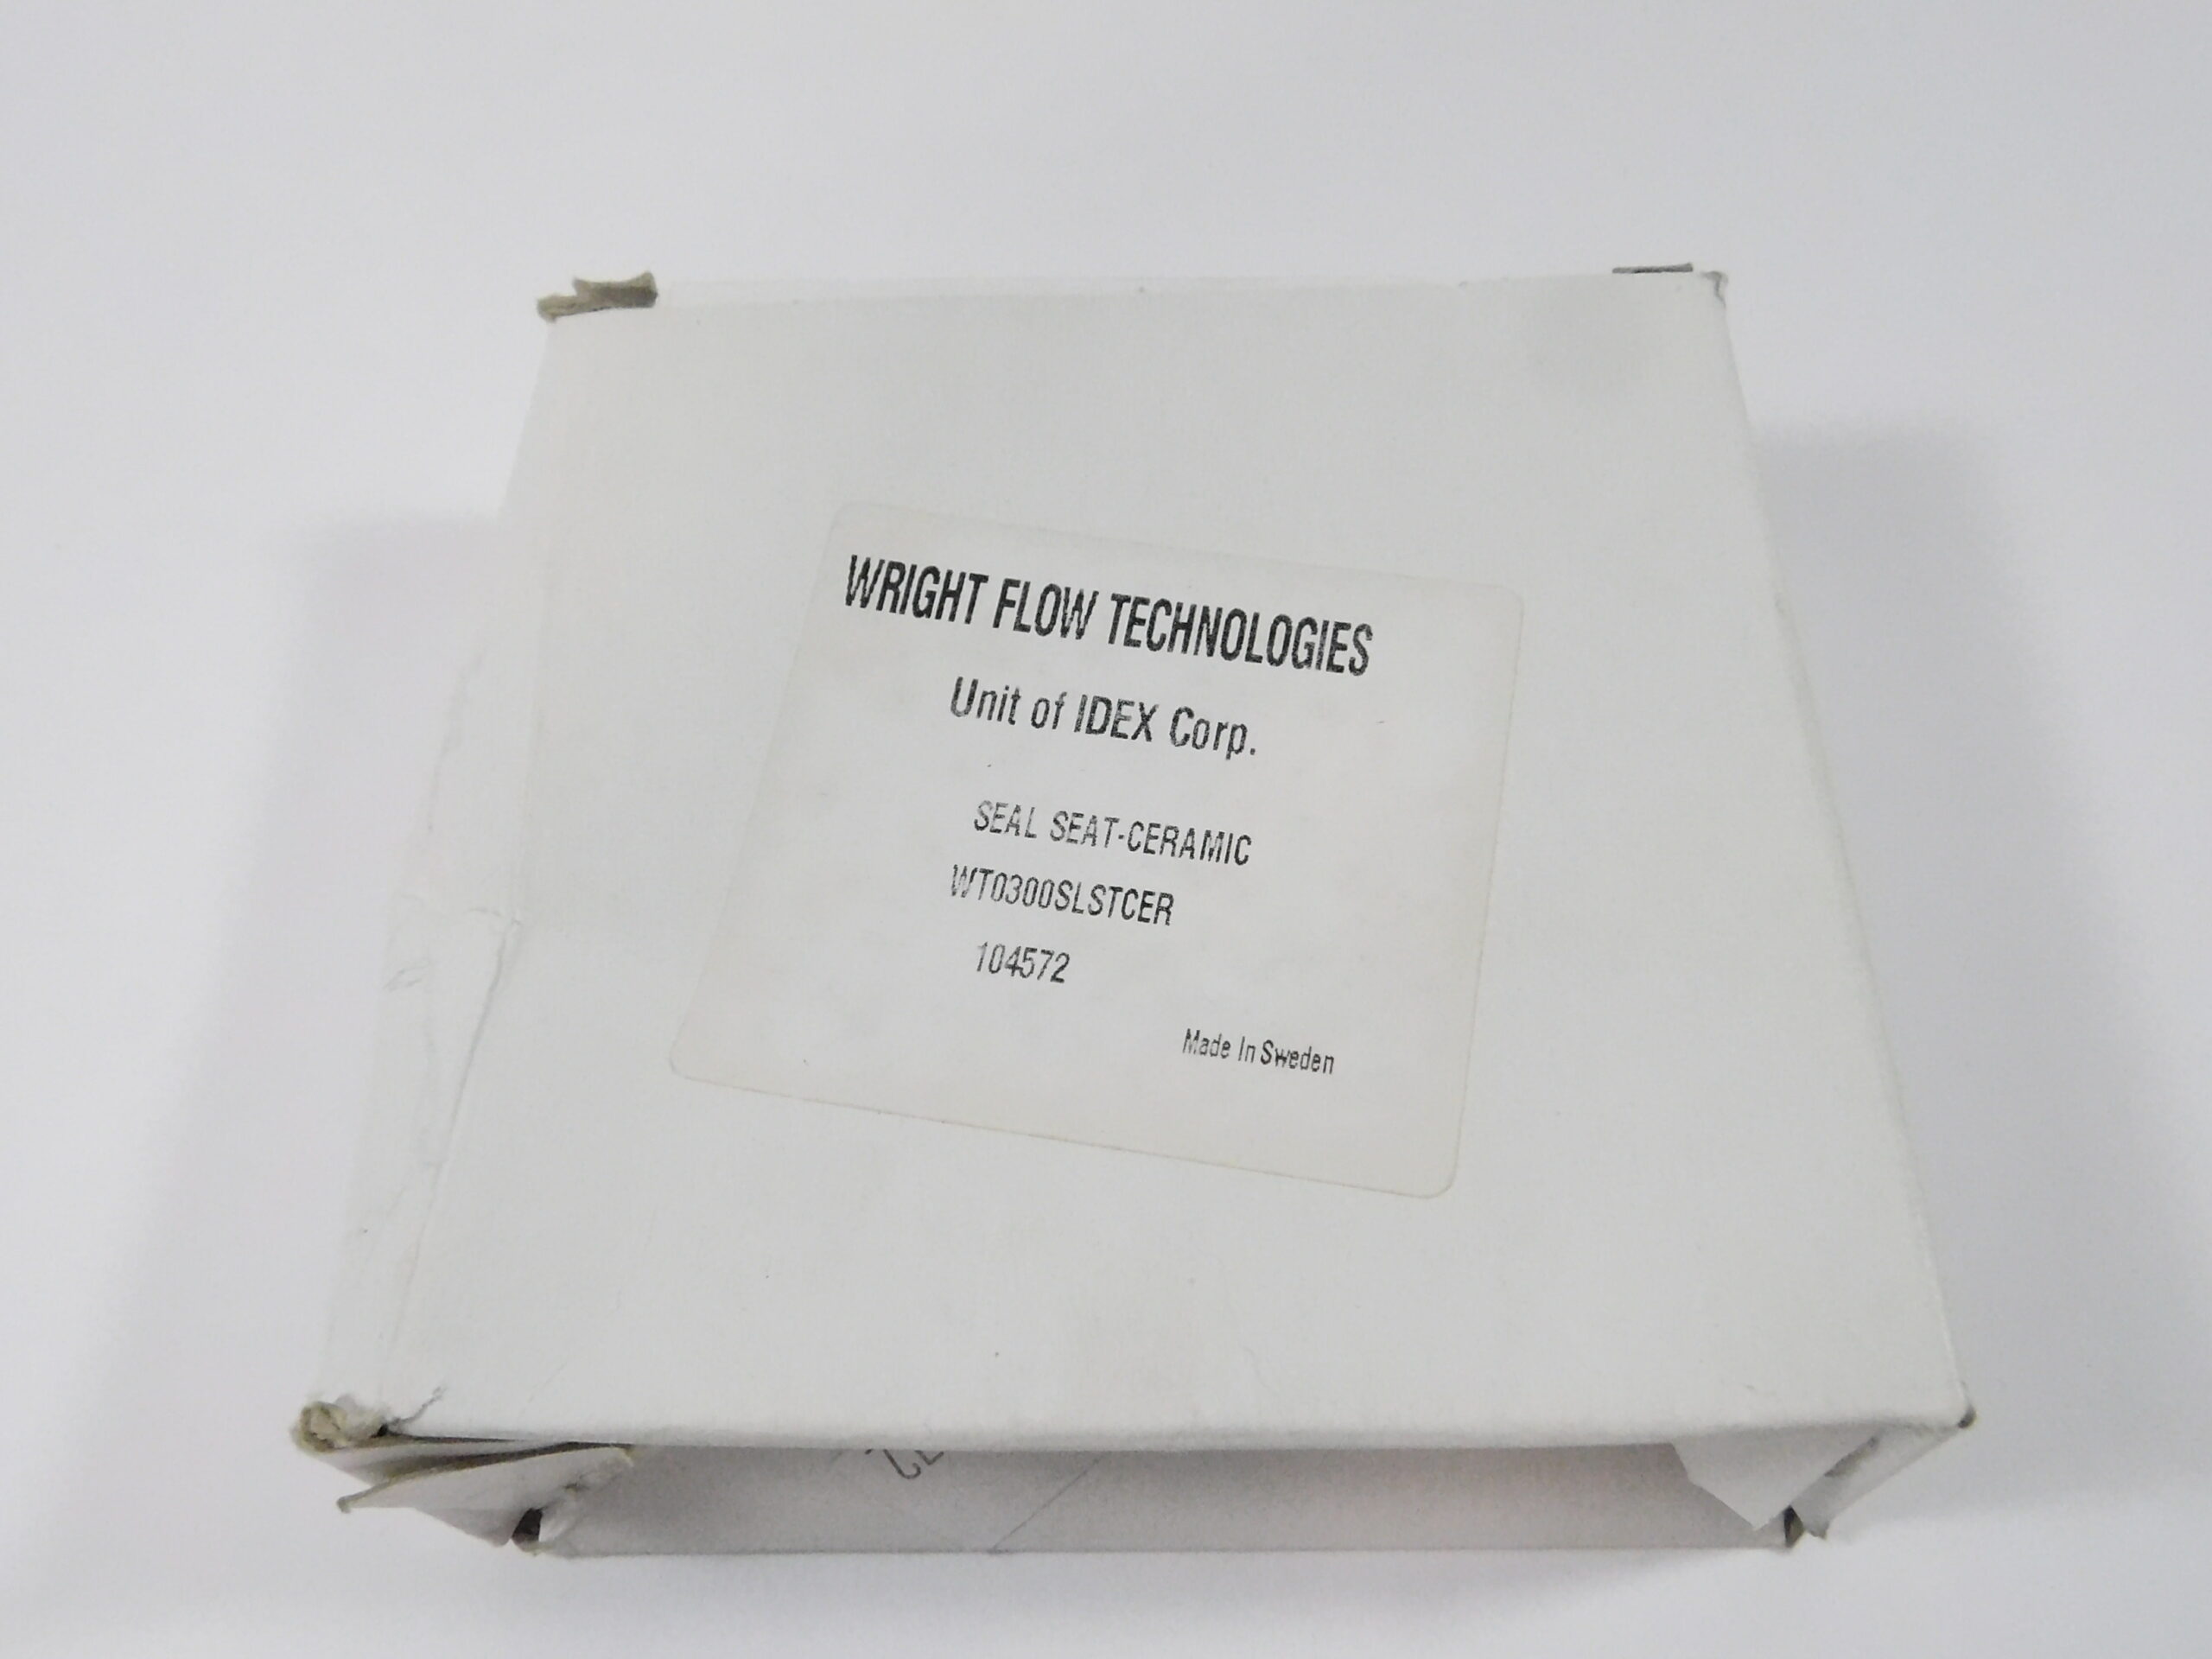 WRIGHT FLOW TECHNOLOGIES
Unit of IDEX Corp.
SEAL SEAT-CERAMIC
WT0300SLSTCER
104572
Made In Sweden